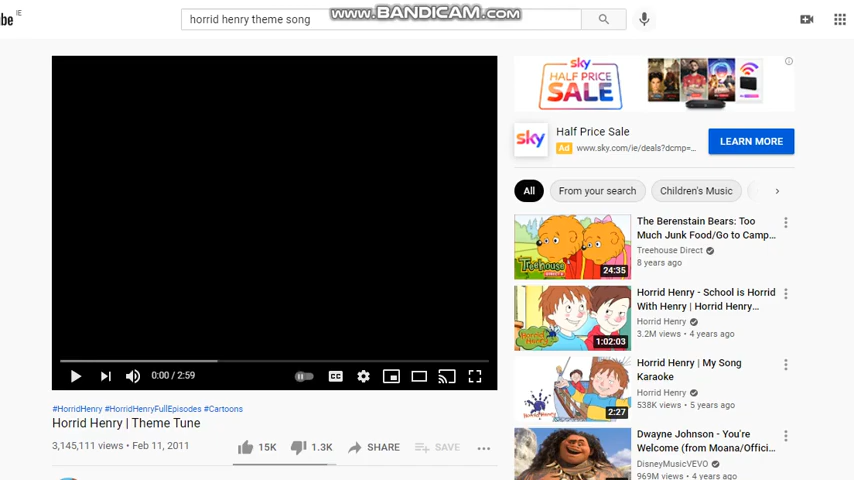 be IE
horrid henry theme song
www.BANDICAM.com
sky
HALF PRICE
SALE
sky
Half Price Sale
Ad www.sky.com/ie/deals?dcmp=...
LEARN MORE
All
From your search
Children's Music
The Berenstain Bears: Too
Much Junk Food/Go to Camp...
Treehouse Direct
8 years ago
Treehouse
24:35
Horrid Henry - School is Horrid
With Henry | Horrid Henry...
Horrid Henry
3.2M views • 4 years ago
1:02:03
Horrid Henry | My Song
Karaoke
Horrid Henry
538K views • 5 years ago
2:27
Dwayne Johnson - You're
Welcome (from Moana/Offici...
DisneyMusicVEVO
969M views • 4 years ago
0:00 / 2:59
CC
#HorridHenry #HorridHenryFullEpisodes #Cartoons
Horrid Henry | Theme Tune
3,145,111 views • Feb 11, 2011
15K
1.3K
SHARE
SAVE